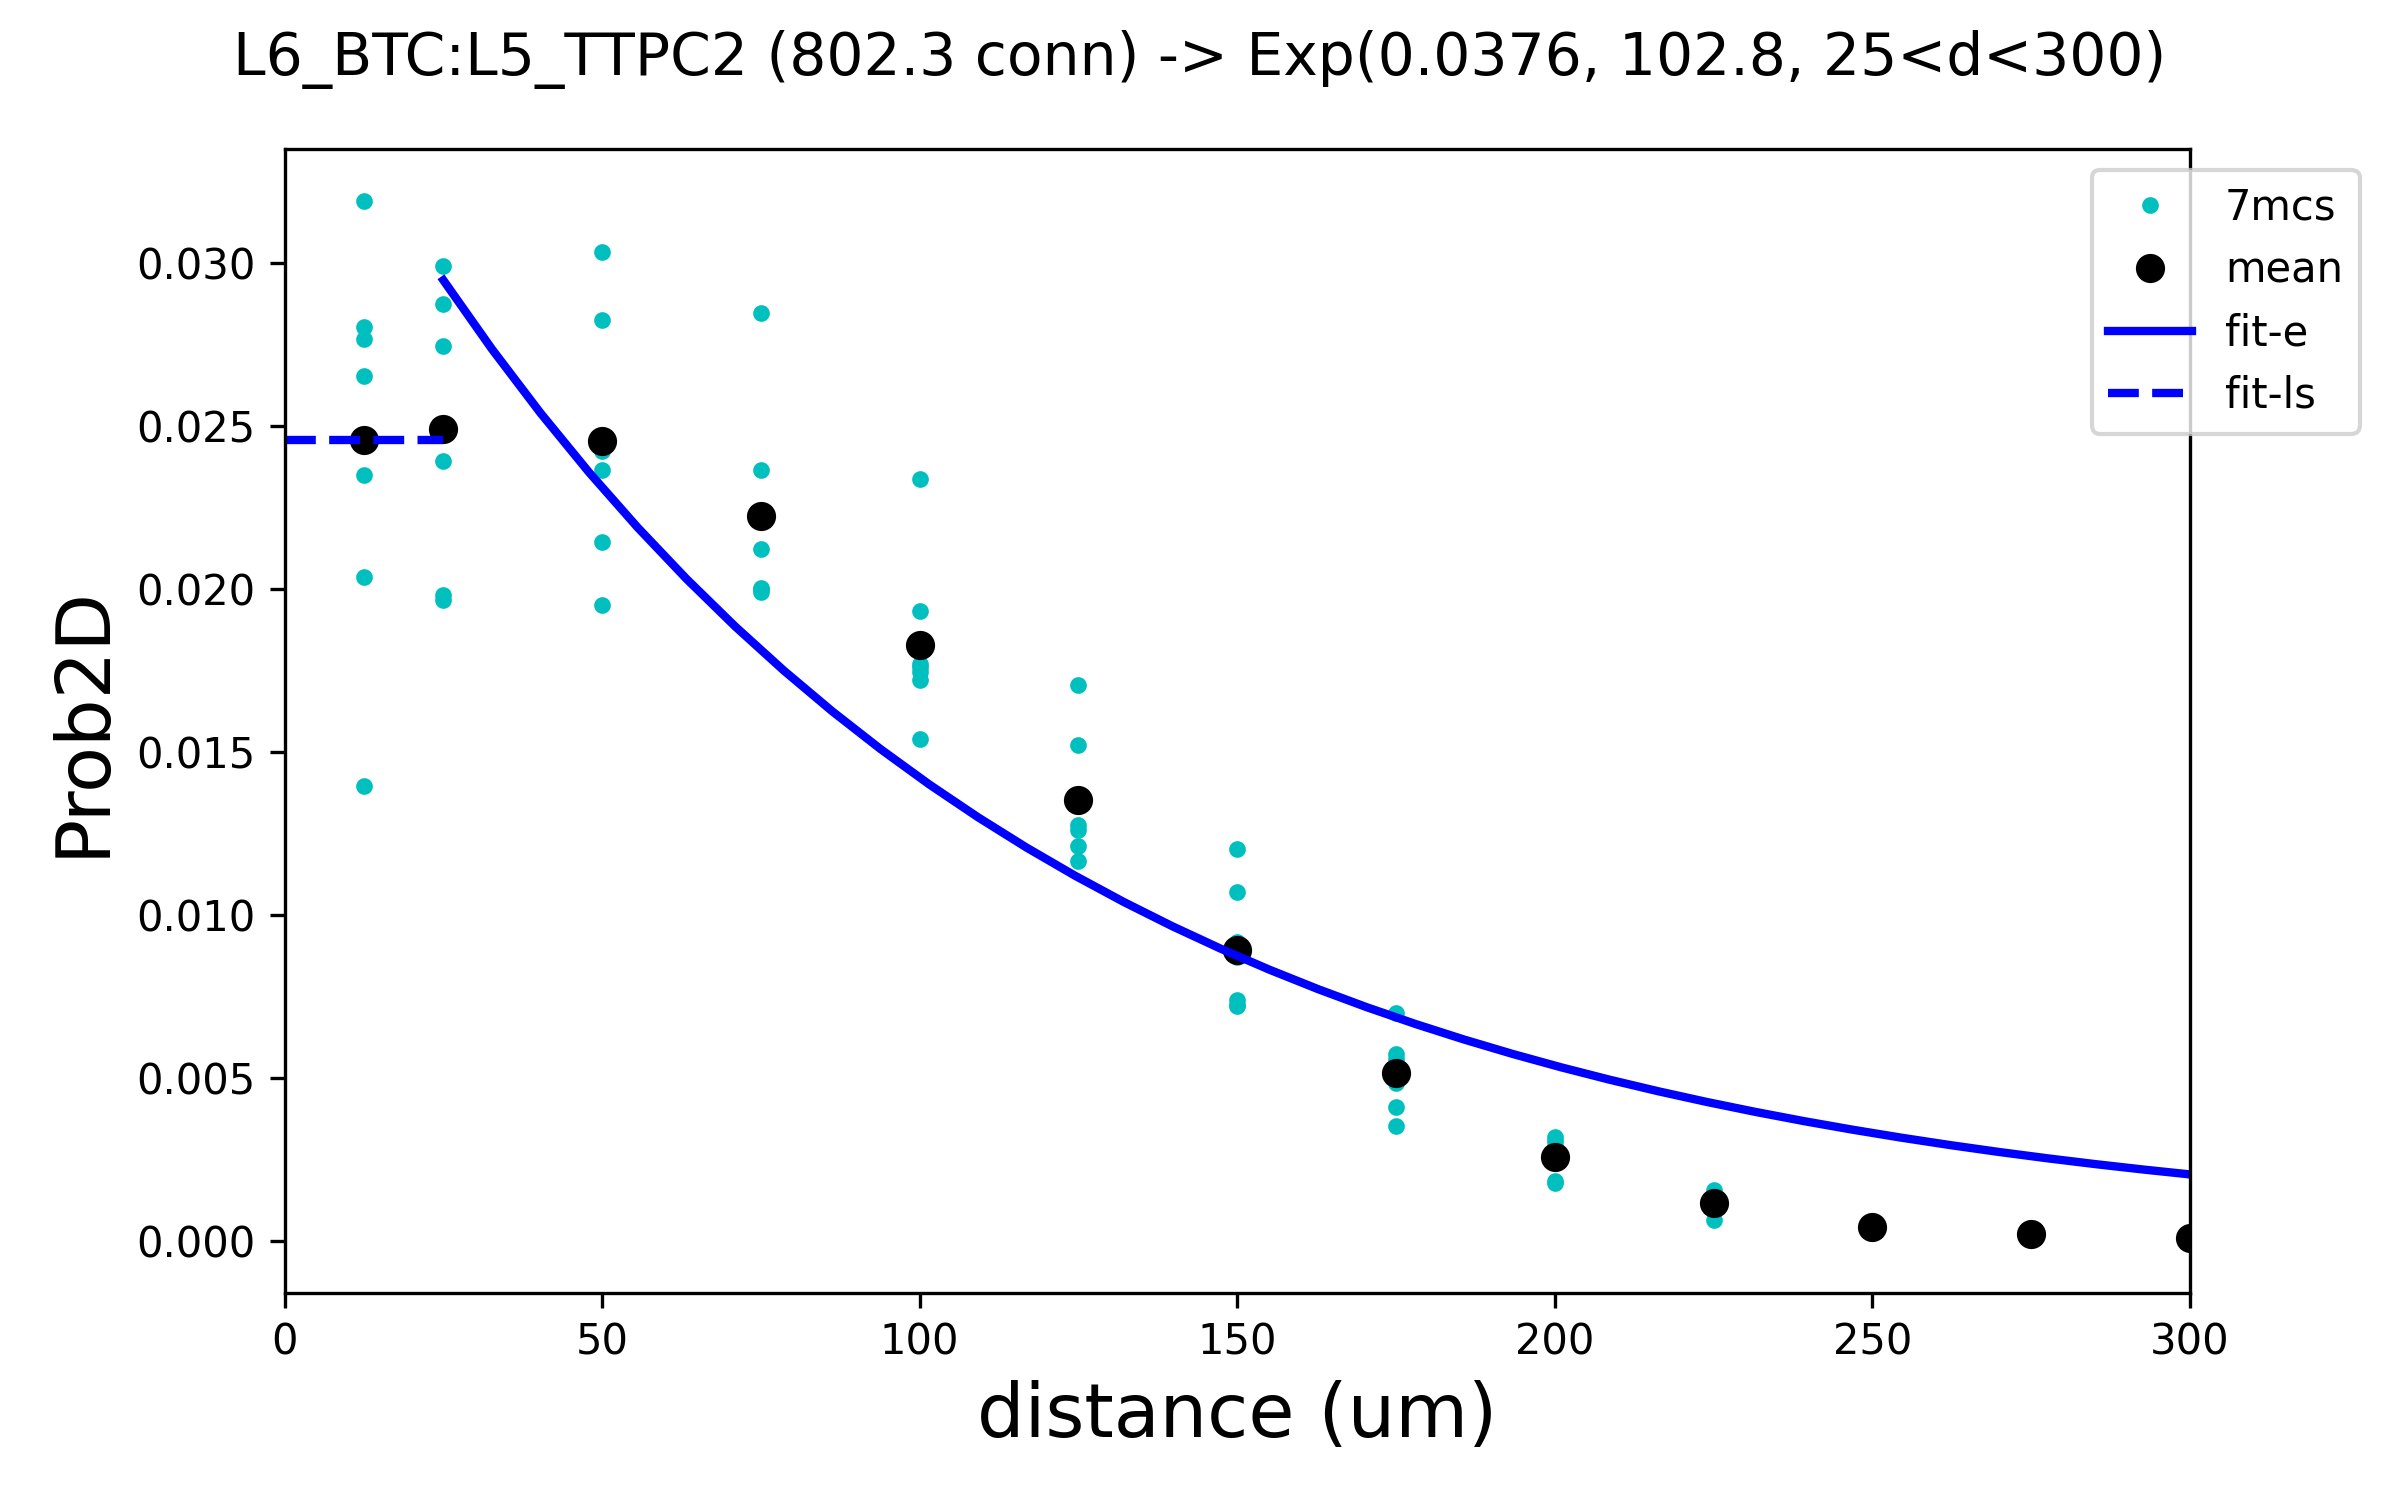 L6_BTC:L5_TTPC2 (802.3 conn) -> Exp(0.0376, 102.8, 25<d<300)
7mcs
mean
fit-e
fit-ls
Prob2D
0.030
0.025
0.020
0.015
0.010
0.005
0.000
0 50 100 150 200 250 300
distance (um)